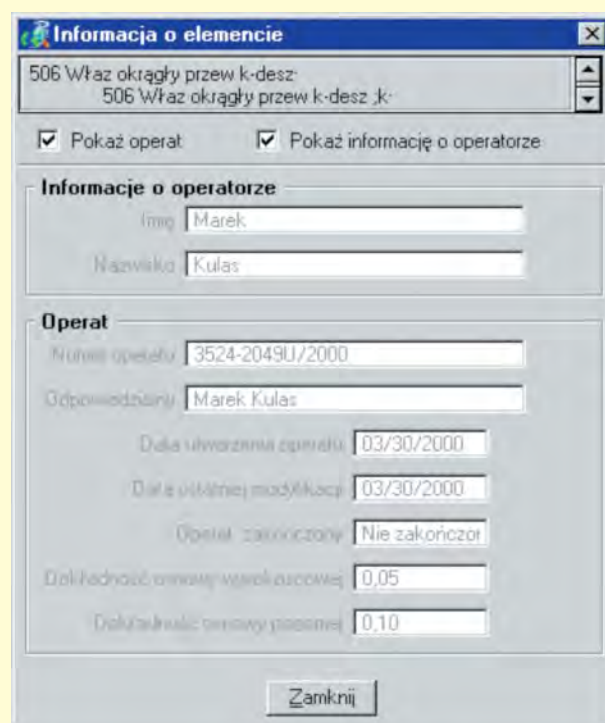 Informacja o elemencie
506 Właz okrągły przew k-desz
506 Właz okrągły przew k-desz ;k
Pokaż operat Pokaż informację o operatorze
Informacje o operatorze
Imię Marek
Nazwisko Kulas
Operat
Numer operatu 3524-2049U/2000
Odpowiedzialny Marek Kulas
Data utworzenia operatu 03/30/2000
Data ostatniej modyfikacji 03/30/2000
Operat zakończony Nie zakończor
Dokładność osnowy wysokościowej 0,05
Dokładność osnowy poziomej 0,10
Zamknij